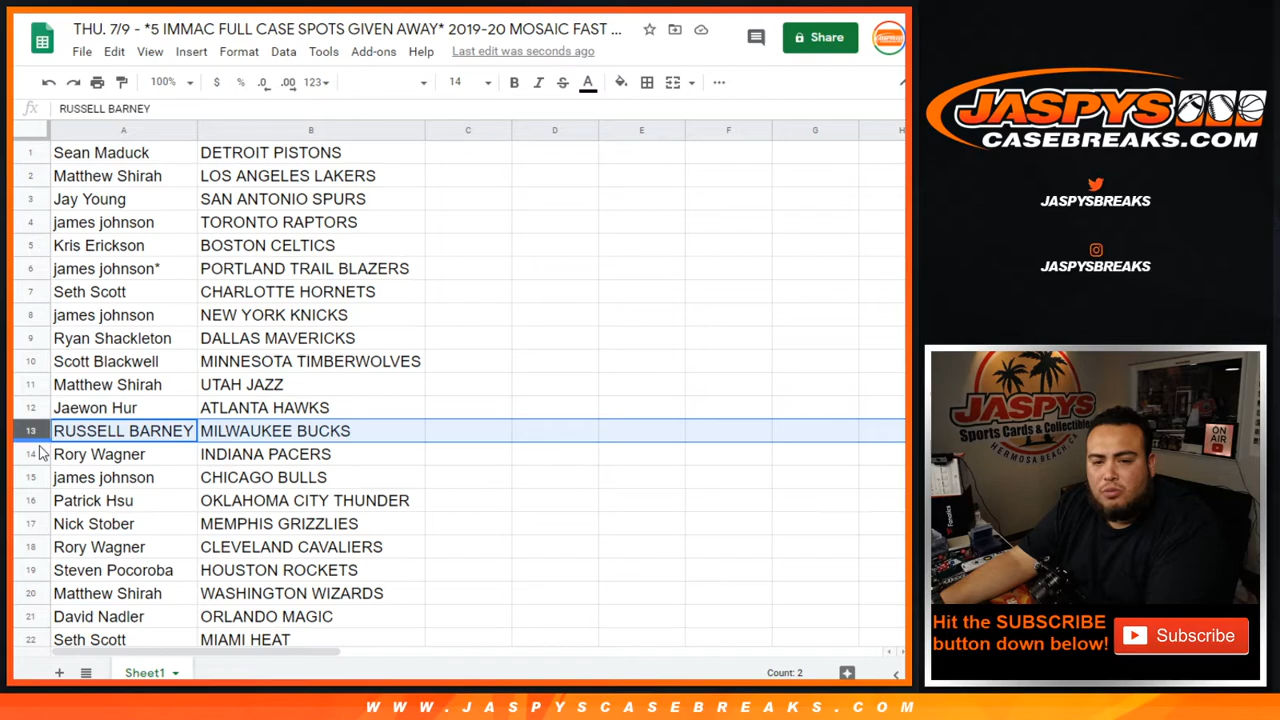 THU. 7/9 - *5 IMMAC FULL CASE SPOTS GIVEN AWAY* 2019-20 MOSAIC FAST ...
File Edit View Insert Format Data Tools Add-ons Help Last edit was seconds ago
Share
100% $ % .0 .00 123 14 B I S A ...
fx RUSSELL BARNEY
A B C D E F G H
1 Sean Maduck DETROIT PISTONS
2 Matthew Shirah LOS ANGELES LAKERS
3 Jay Young SAN ANTONIO SPURS
4 james johnson TORONTO RAPTORS
5 Kris Erickson BOSTON CELTICS
6 james johnson* PORTLAND TRAIL BLAZERS
7 Seth Scott CHARLOTTE HORNETS
8 james johnson NEW YORK KNICKS
9 Ryan Shackleton DALLAS MAVERICKS
10 Scott Blackwell MINNESOTA TIMBERWOLVES
11 Matthew Shirah UTAH JAZZ
12 Jaewon Hur ATLANTA HAWKS
13 RUSSELL BARNEY MILWAUKEE BUCKS
14 Rory Wagner INDIANA PACERS
15 james johnson CHICAGO BULLS
16 Patrick Hsu OKLAHOMA CITY THUNDER
17 Nick Stober MEMPHIS GRIZZLIES
18 Rory Wagner CLEVELAND CAVALIERS
19 Steven Pocoroba HOUSTON ROCKETS
20 Matthew Shirah WASHINGTON WIZARDS
21 David Nadler ORLANDO MAGIC
22 Seth Scott MIAMI HEAT
+ Sheet1 Count: 2
JASPYS
CASEBREAKS.COM
JASPYSBREAKS
JASPYSBREAKS
JASPYS
Sports Cards & Collectibles
HERMOSA BEACH CA
ON
AIR
Fanatics
Hit the SUBSCRIBE
button down below!
Subscribe
WWW.JASPYSCASEBREAKS.COM